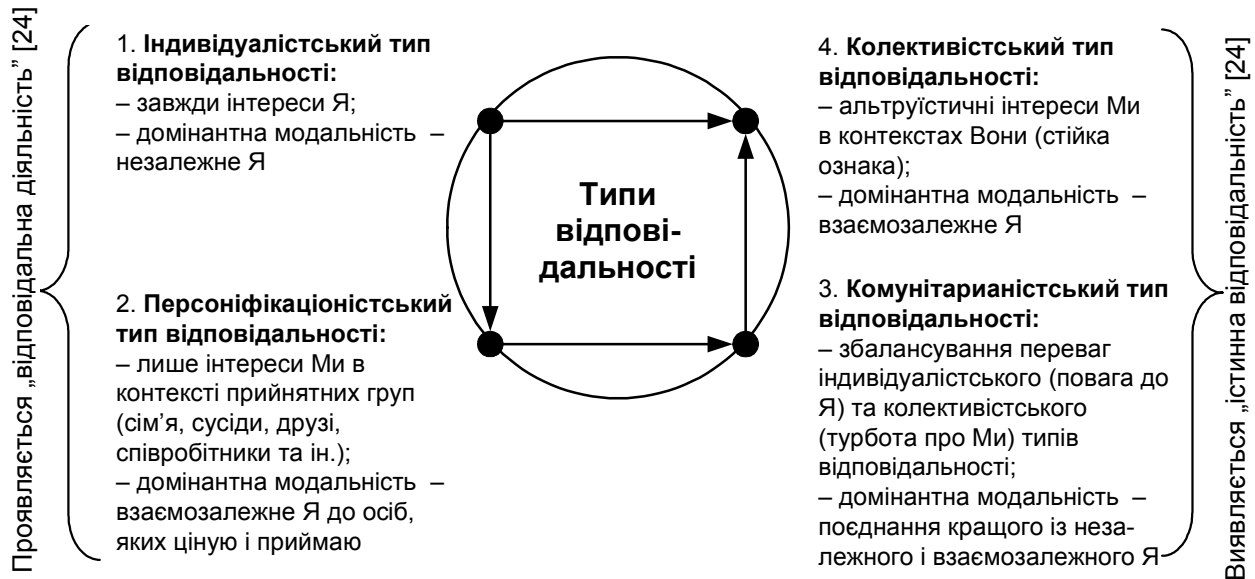 Проявляється „відповідальна діяльність” [24]
1. Індивідуалістський тип
відповідальності:
– завжди інтереси Я;
– домінантна модальність –
незалежне Я
2. Персоніфікаціоністський
тип відповідальності:
– лише інтереси Ми в
контексті прийнятних груп
(сім’я, сусіди, друзі,
співробітники та ін.);
– домінантна модальність –
взаємозалежне Я до осіб,
яких ціную і приймаю
Типи
відпові-
дальності
4. Колективістський тип
відповідальності:
– альтруїстичні інтереси Ми
в контекстах Вони (стійка
ознака);
– домінантна модальність –
взаємозалежне Я
3. Комунітарианістський тип
відповідальності:
– збалансування переваг
індивідуалістського (повага до
Я) та колективістського
(турбота про Ми) типів
відповідальності;
– домінантна модальність –
поєднання кращого із неза-
лежного і взаємозалежного Я
Виявляється „істинна відповідальність” [24]